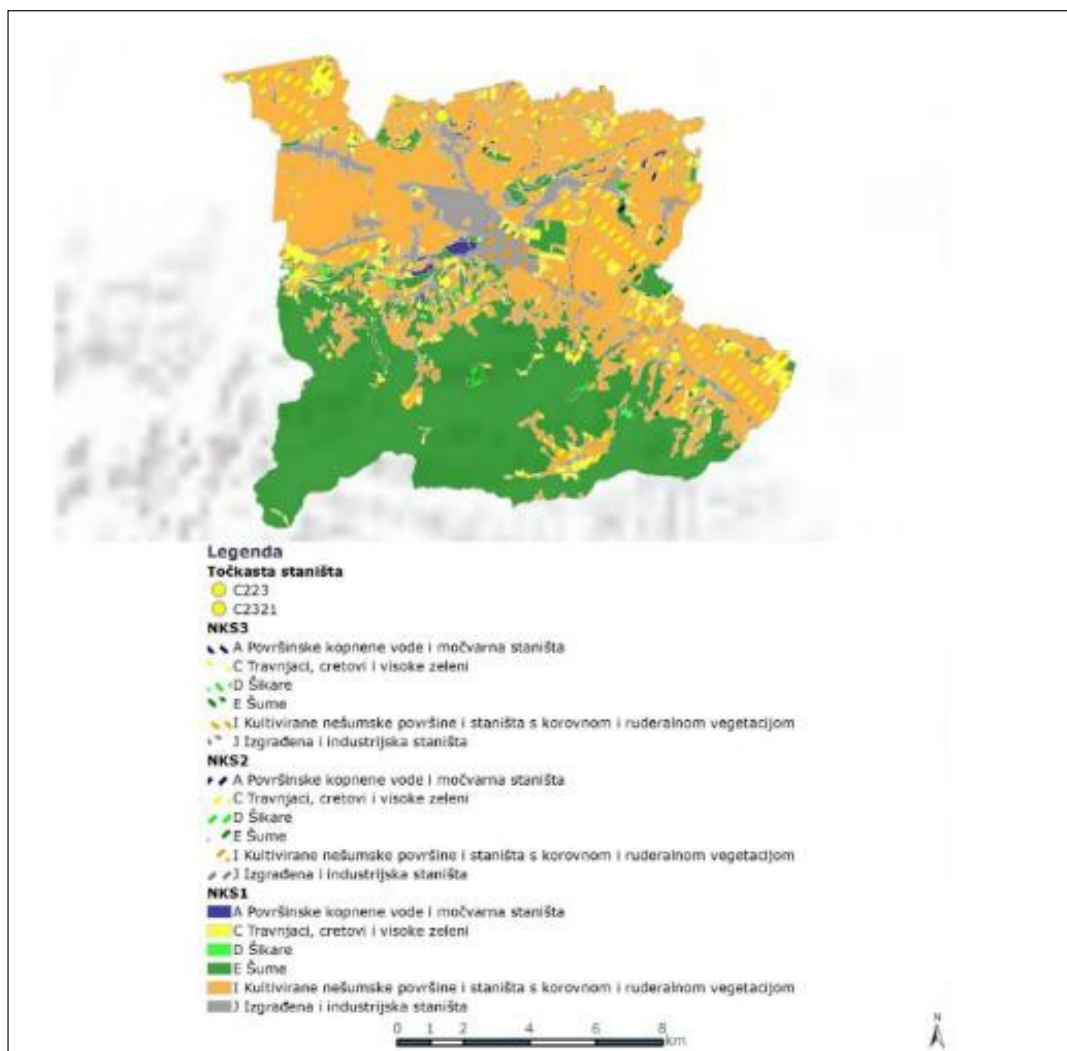 Legenda
Točkasta staništa
C223
C2321
NKS3
A Površinske kopnene vode i močvarna staništa
C Travnjaci, cretovi i visoke zeleni
D Šikare
E Šume
I Kultivirane nešumske površine i staništa s korovnom i ruderalnom vegetacijom
J Izgrađena i industrijska staništa
NKS2
A Površinske kopnene vode i močvarna staništa
C Travnjaci, cretovi i visoke zeleni
D Šikare
E Šume
I Kultivirane nešumske površine i staništa s korovnom i ruderalnom vegetacijom
J Izgrađena i industrijska staništa
NKS1
A Površinske kopnene vode i močvarna staništa
C Travnjaci, cretovi i visoke zeleni
D Šikare
E Šume
I Kultivirane nešumske površine i staništa s korovnom i ruderalnom vegetacijom
J Izgrađena i industrijska staništa
0 1 2 4 6 8
km
N